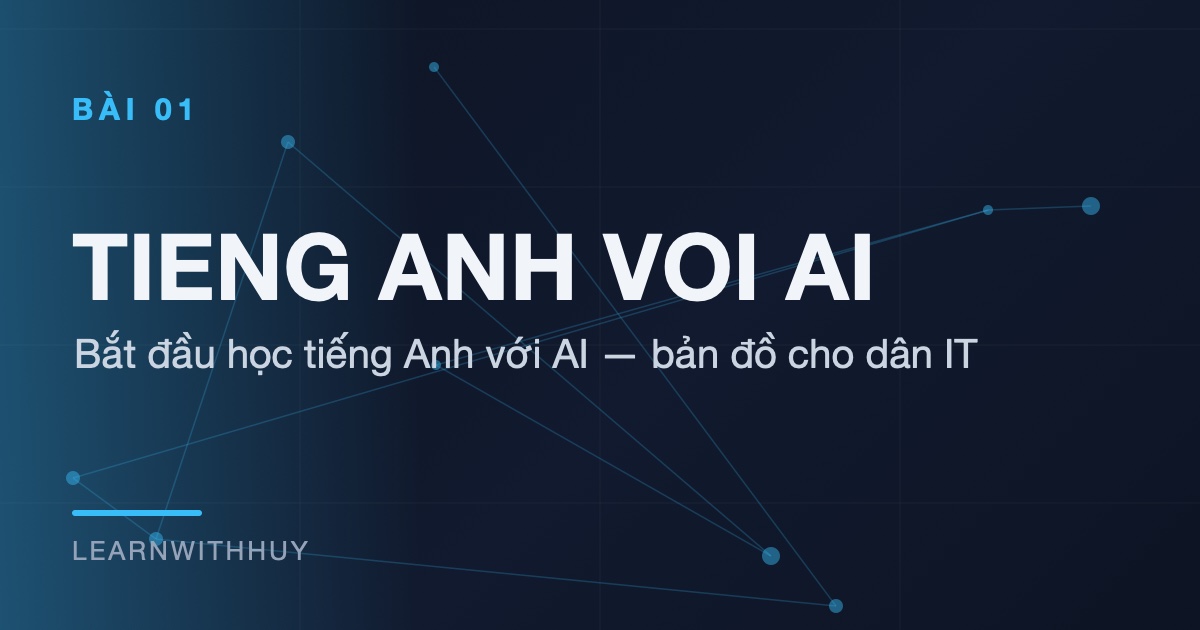 BÀI 01
TIENG ANH VOI AI
Bắt đầu học tiếng Anh với AI — bản đồ cho dân IT
LEARNWITHHUY